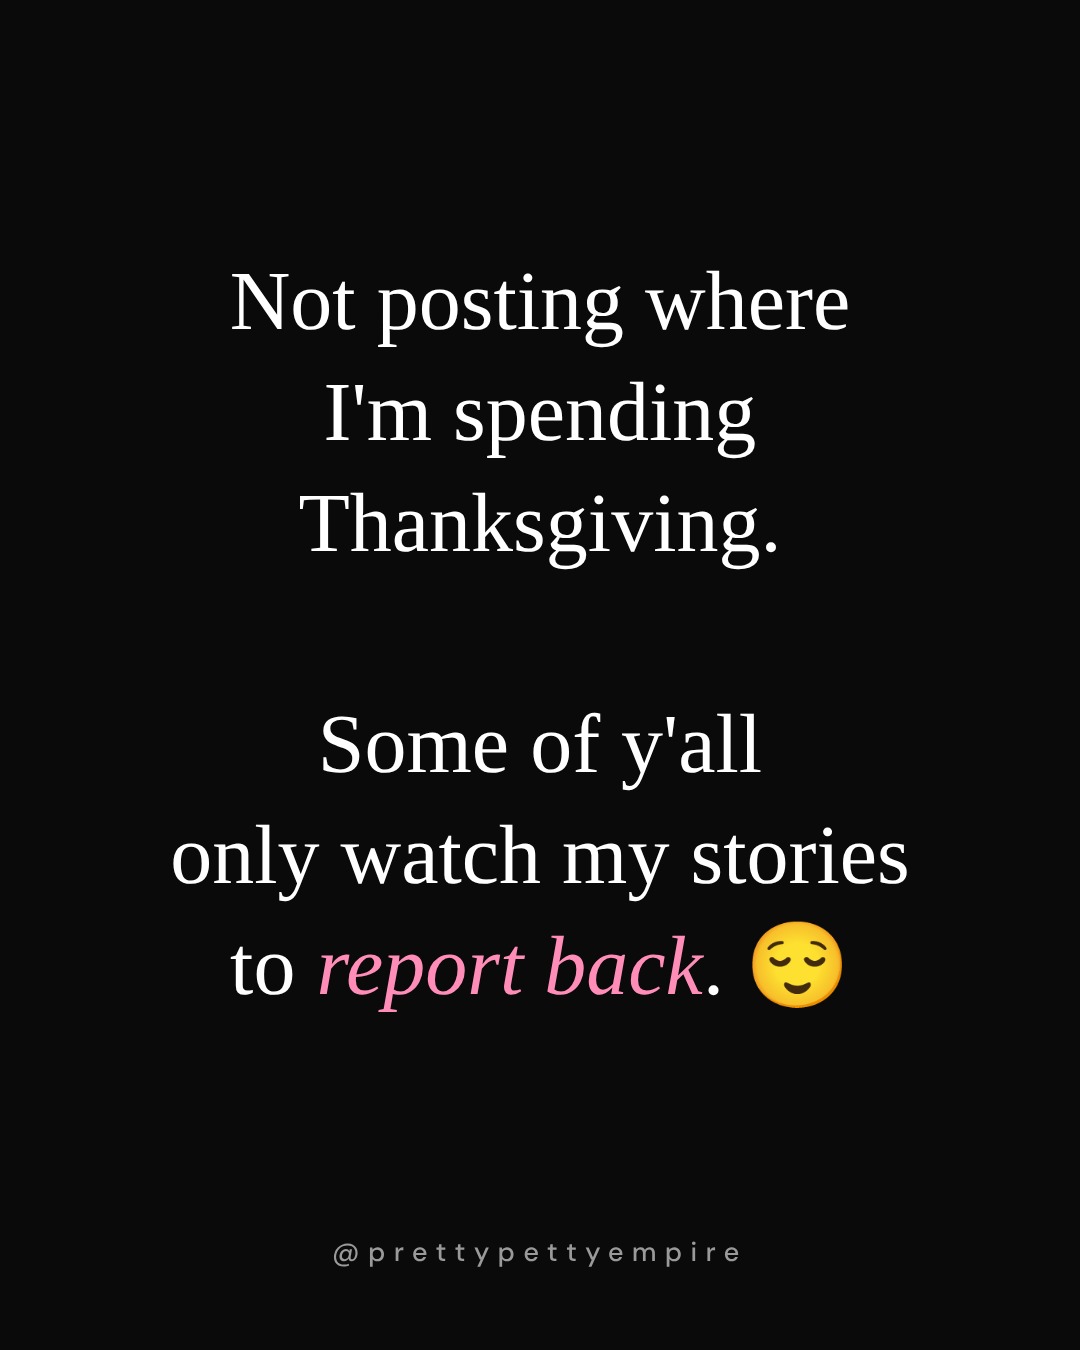 Not posting where
I'm spending
Thanksgiving.
Some of y'all
only watch my stories
to report back. 😌
@prettypettyempire